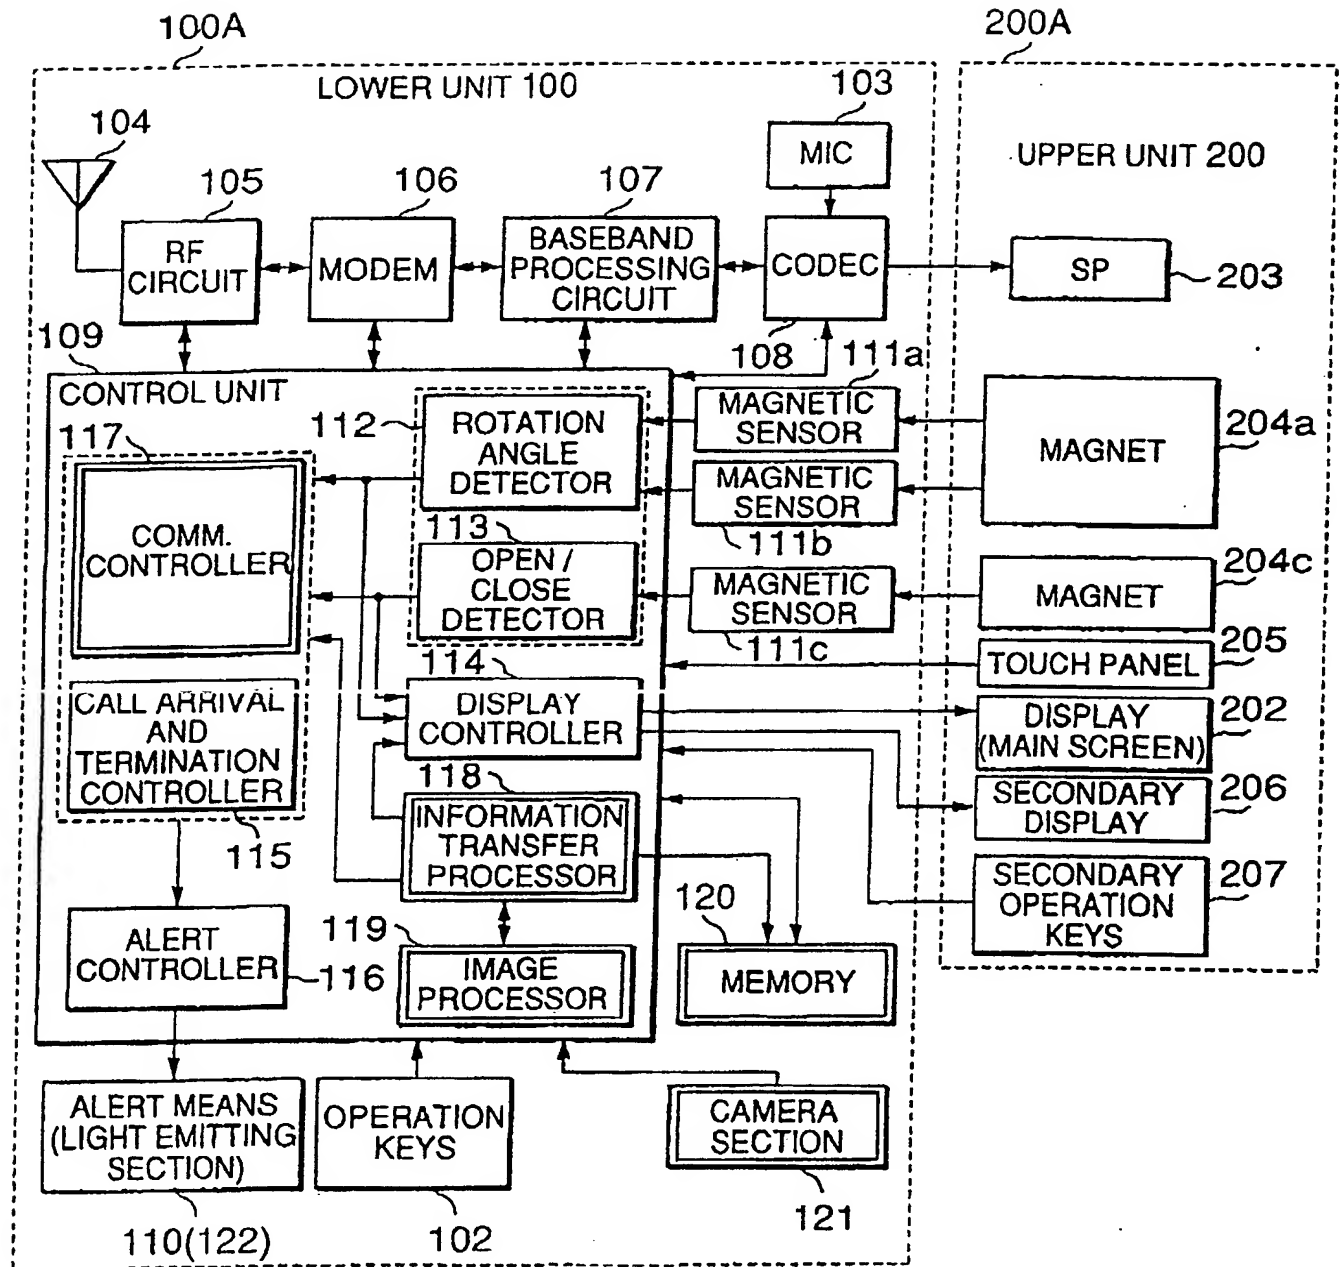 100A
200A
LOWER UNIT 100
103
104
MIC
UPPER UNIT 200
105
106
107
RF
CIRCUIT
MODEM
BASEBAND
PROCESSING
CIRCUIT
CODEC
SP
203
109
108
111a
CONTROL UNIT
117
112
ROTATION
ANGLE
DETECTOR
MAGNETIC
SENSOR
MAGNET
204a
MAGNETIC
SENSOR
COMM.
CONTROLLER
113
111b
204c
OPEN /
CLOSE DETECTOR
MAGNETIC
SENSOR
MAGNET
111c
205
TOUCH PANEL
114
CALL ARRIVAL
AND
TERMINATION
CONTROLLER
DISPLAY
CONTROLLER
DISPLAY
(MAIN SCREEN)
202
118
SECONDARY
DISPLAY
206
115
INFORMATION
TRANSFER
PROCESSOR
SECONDARY
OPERATION
KEYS
207
120
ALERT
CONTROLLER
116
119
IMAGE
PROCESSOR
MEMORY
ALERT MEANS
(LIGHT EMITTING
SECTION)
OPERATION
KEYS
CAMERA
SECTION
110(122)
102
121